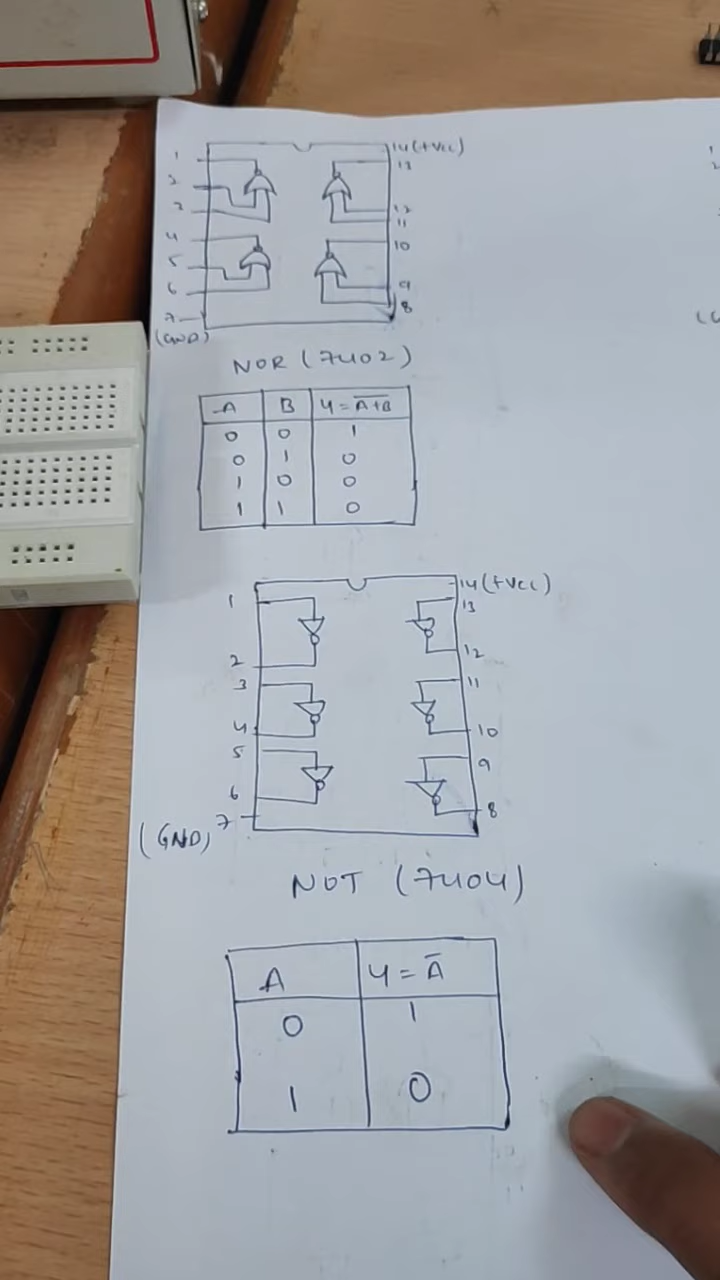 1 14(+Vcc)
13
2
3 12
11
4 10
5
6 9
8
7
(GND)
NOR (7402)
A B Y = A̅+̅B̅
0 0 1
0 1 0
1 0 0
1 1 0
1 14(+Vcc)
13
2 12
3 11
4 10
5 9
6 8
7
(GND)
NOT (7404)
A Y = A̅
0 1
1 0